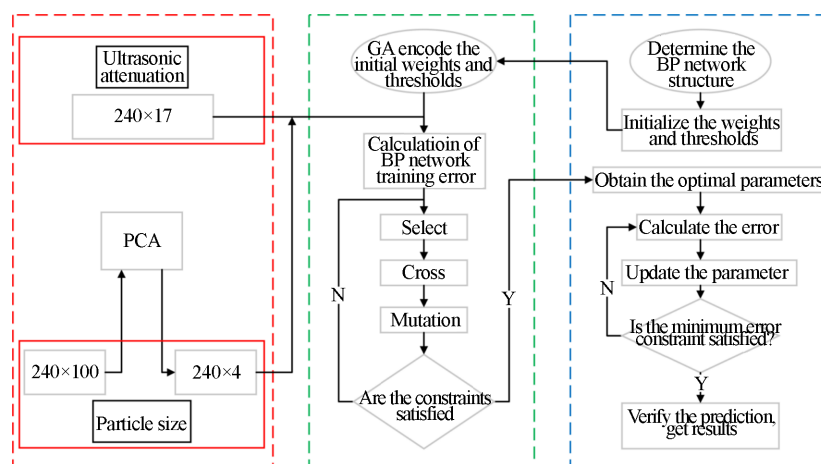 Ultrasonic
attenuation
240×17
PCA
240×100
240×4
Particle size
GA encode the
initial weights and
thresholds
Calculatioin of
BP network
training error
Select
Cross
Mutation
N
Are the constraints
satisfied
Y
Determine the
BP network
structure
Initialize the weights
and thresholds
Obtain the optimal parameters
Calculate the error
Update the parameter
N
Is the minimum error
constraint satisfied?
Y
Verify the prediction,
get results